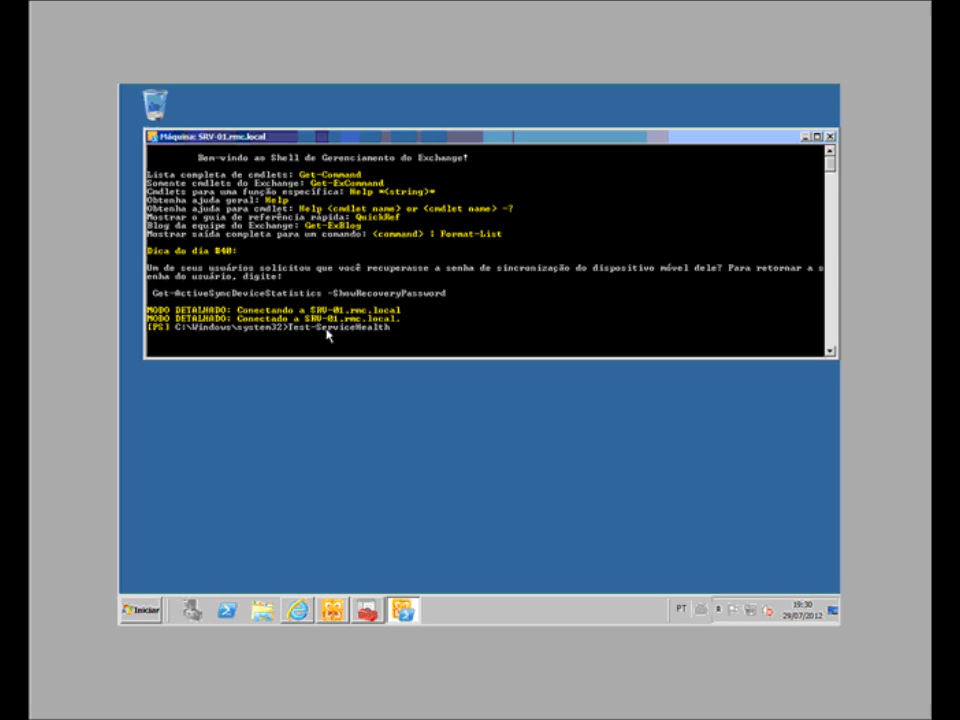 Máquina: SRV-01.rmc.local
Bem-vindo ao Shell de Gerenciamento do Exchange!
Lista completa de cmdlets: Get-Command
Somente cmdlets do Exchange: Get-ExCommand
Cmdlets para uma função específica: Help *<string>*
Obtenha ajuda geral: Help
Obtenha ajuda para cmdlet: Help <cmdlet name> or <cmdlet name> -?
Mostrar o guia de referência rápida: QuickRef
Blog da equipe do Exchange: Get-ExBlog
Mostrar saída completa para um comando: <command> | Format-List
Dica do dia #40:
Um de seus usuários solicitou que você recuperasse a senha de sincronização do dispositivo móvel dele? Para retornar a s
enha do usuário, digite:
Get-ActiveSyncDeviceStatistics -ShowRecoveryPassword
MODO DETALHADO: Conectando a SRV-01.rmc.local
MODO DETALHADO: Conectado a SRV-01.rmc.local.
[PS] C:\Windows\system32>Test-ServiceHealth
Iniciar
PT
19:30
29/07/2012